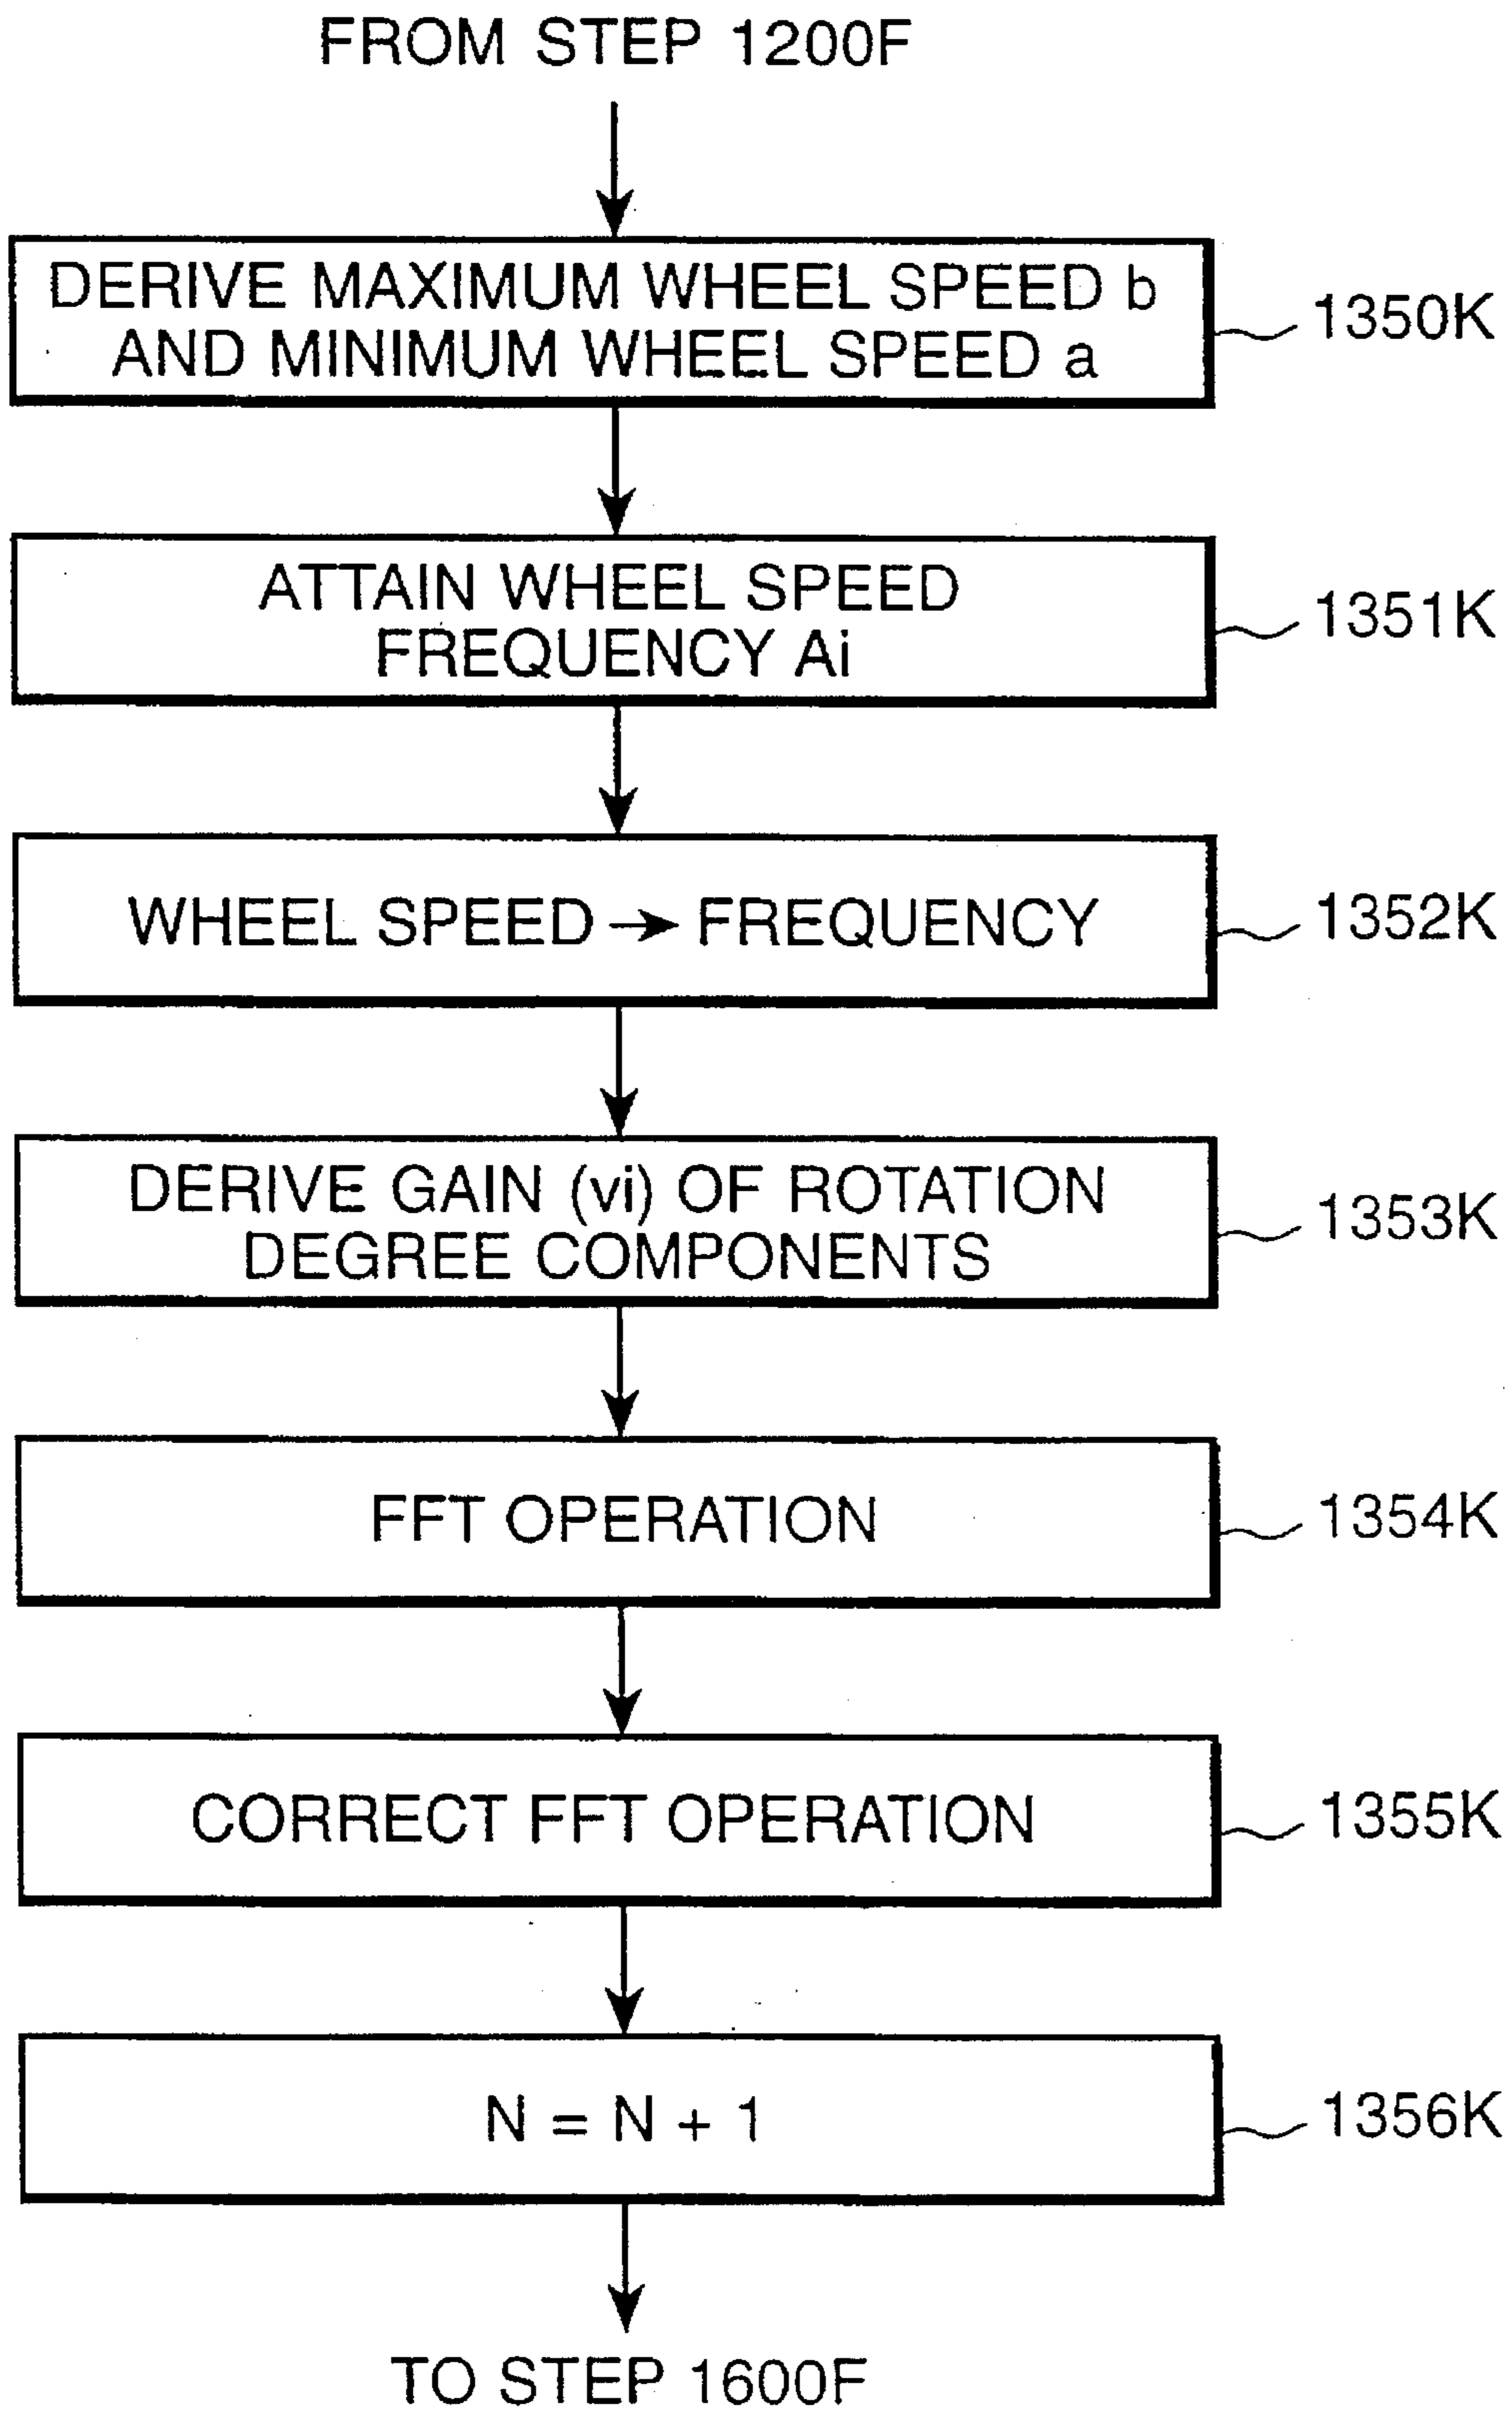 FROM STEP 1200F
DERIVE MAXIMUM WHEEL SPEED b
AND MINIMUM WHEEL SPEED a
1350K
ATTAIN WHEEL SPEED
FREQUENCY Ai
1351K
WHEEL SPEED → FREQUENCY
1352K
DERIVE GAIN (vi) OF ROTATION
DEGREE COMPONENTS
1353K
FFT OPERATION
1354K
CORRECT FFT OPERATION
1355K
N = N + 1
1356K
TO STEP 1600F